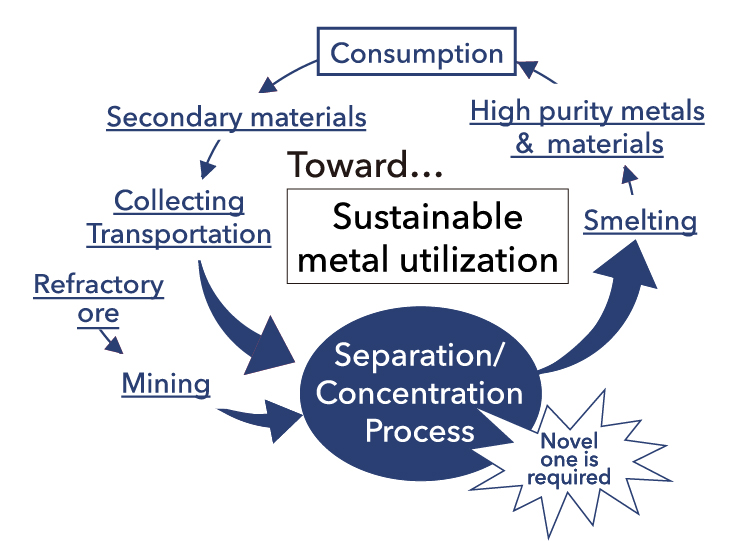 Consumption
Secondary materials
High purity metals
& materials
Toward...
Collecting
Transportation
Sustainable
metal utilization
Smelting
Refractory
ore
Mining
Separation/
Concentration
Process
Novel
one is
required